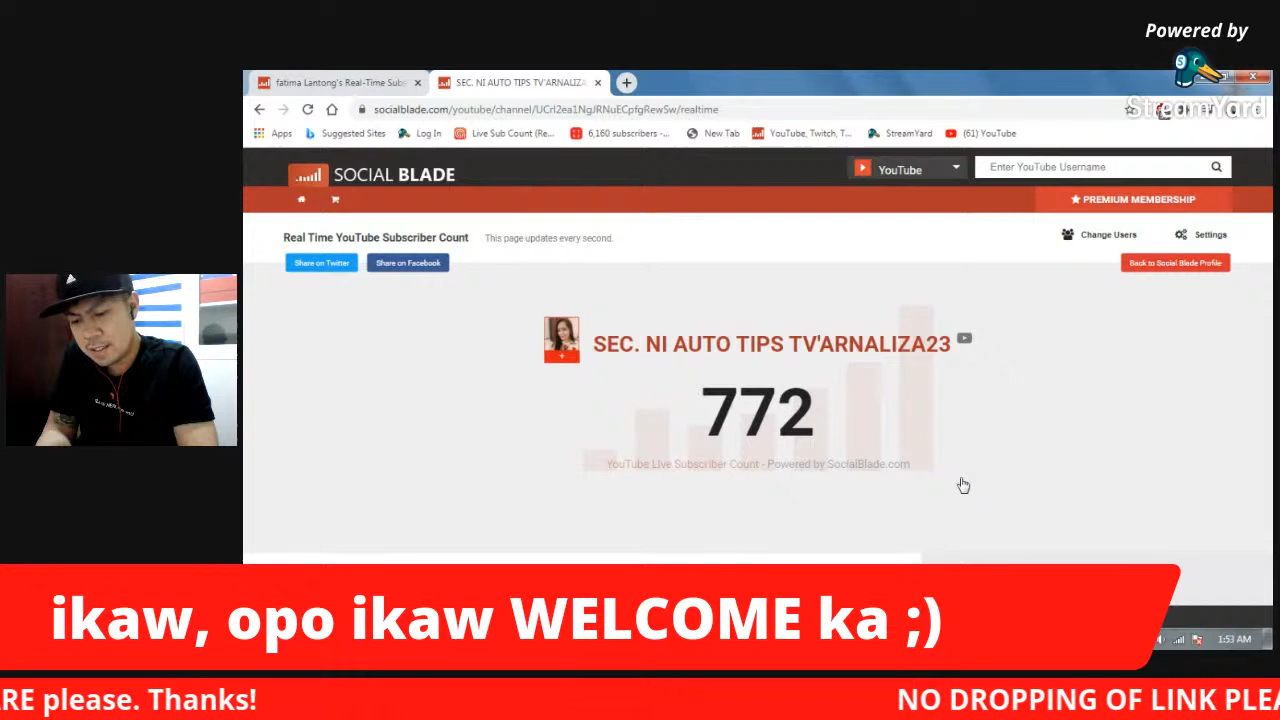 Powered by
StreamYard
fatima Lantong's Real-Time Subs
SEC. NI AUTO TIPS TV'ARNALIZA
socialblade.com/youtube/channel/UCrl2ea1NgJRNuECpfgRewSw/realtime
Apps Suggested Sites Log In Live Sub Count (Re... 6,160 subscribers -... New Tab YouTube, Twitch, T... StreamYard (61) YouTube
SOCIAL BLADE
YouTube
Enter YouTube Username
PREMIUM MEMBERSHIP
Real Time YouTube Subscriber Count This page updates every second.
Change Users Settings
Share on Twitter Share on Facebook
Back to Social Blade Profile
SEC. NI AUTO TIPS TV'ARNALIZA23
772
YouTube Live Subscriber Count - Powered by SocialBlade.com
ikaw, opo ikaw WELCOME ka ;)
1:53 AM
ARE please. Thanks! NO DROPPING OF LINK PLEA